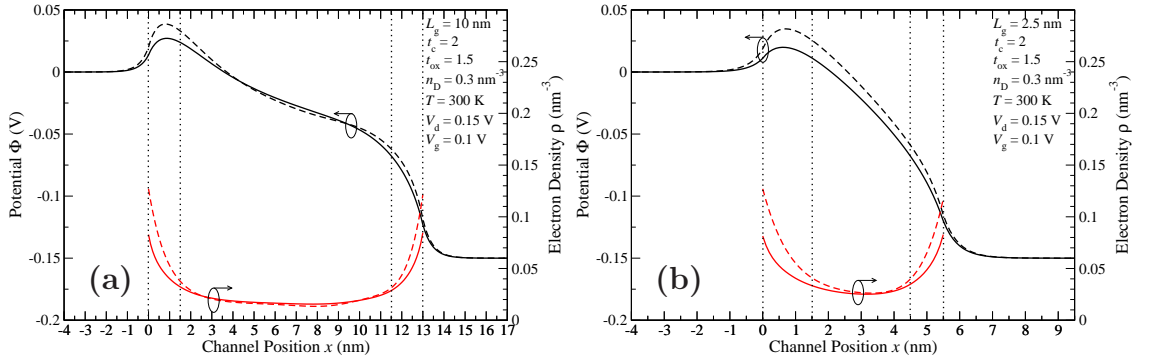 0.05
0
-0.05
-0.1
-0.15
-0.2
Potential Φ (V)
L_g = 10 nm
t_c = 2
t_ox = 1.5
n_D = 0.3 nm^-3
T = 300 K
V_d = 0.15 V
V_g = 0.1 V
0.25
0.2
0.15
0.1
0.05
0
Electron Density ρ (nm^-3)
(a)
-4 -3 -2 -1 0 1 2 3 4 5 6 7 8 9 10 11 12 13 14 15 16 17
Channel Position x (nm)
0.05
0
-0.05
-0.1
-0.15
-0.2
Potential Φ (V)
L_g = 2.5 nm
t_c = 2
t_ox = 1.5
n_D = 0.3 nm^-3
T = 300 K
V_d = 0.15 V
V_g = 0.1 V
0.25
0.2
0.15
0.1
0.05
0
Electron Density ρ (nm^-3)
(b)
-4 -3 -2 -1 0 1 2 3 4 5 6 7 8 9
Channel Position x (nm)